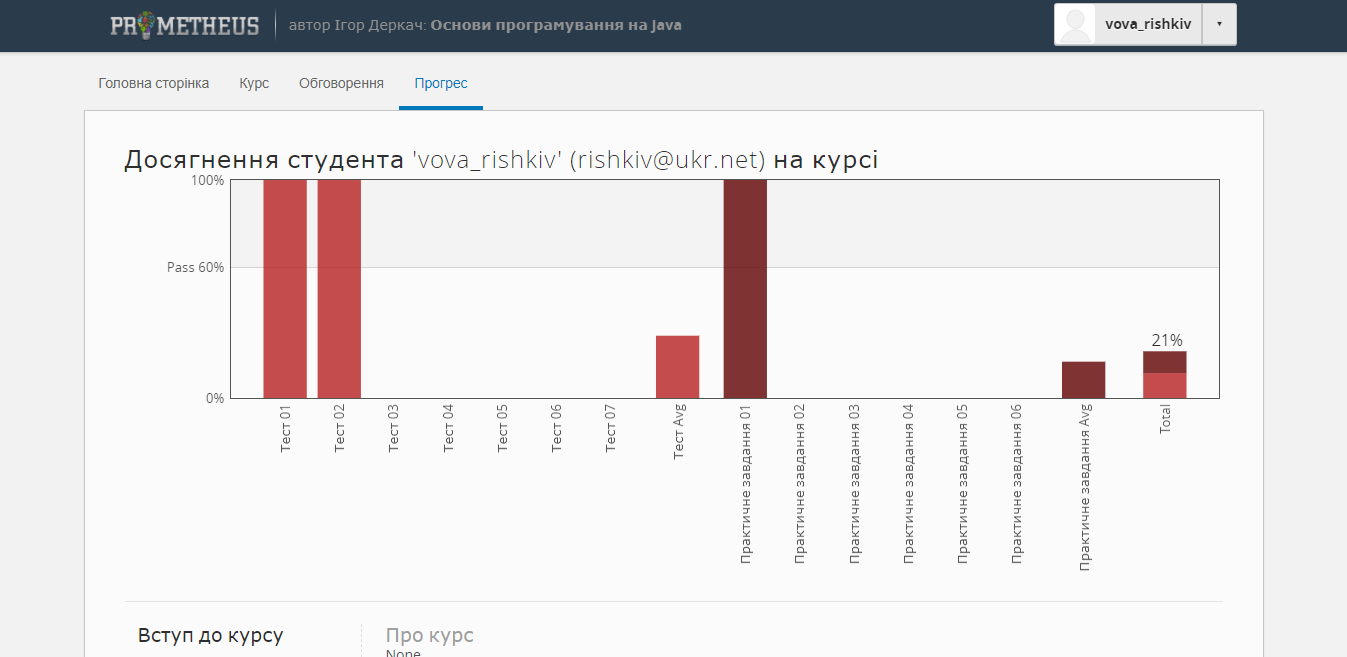 PROMETHEUS автор Ігор Деркач: Основи програмування на Java vova_rishkiv
Головна сторінка Курс Обговорення Прогрес
Досягнення студента 'vova_rishkiv' (rishkiv@ukr.net) на курсі
100%
Pass 60%
0%
21%
Тест 01
Тест 02
Тест 03
Тест 04
Тест 05
Тест 06
Тест 07
Тест Avg
Практичне завдання 01
Практичне завдання 02
Практичне завдання 03
Практичне завдання 04
Практичне завдання 05
Практичне завдання 06
Практичне завдання Avg
Total
Вступ до курсу Про курс
None